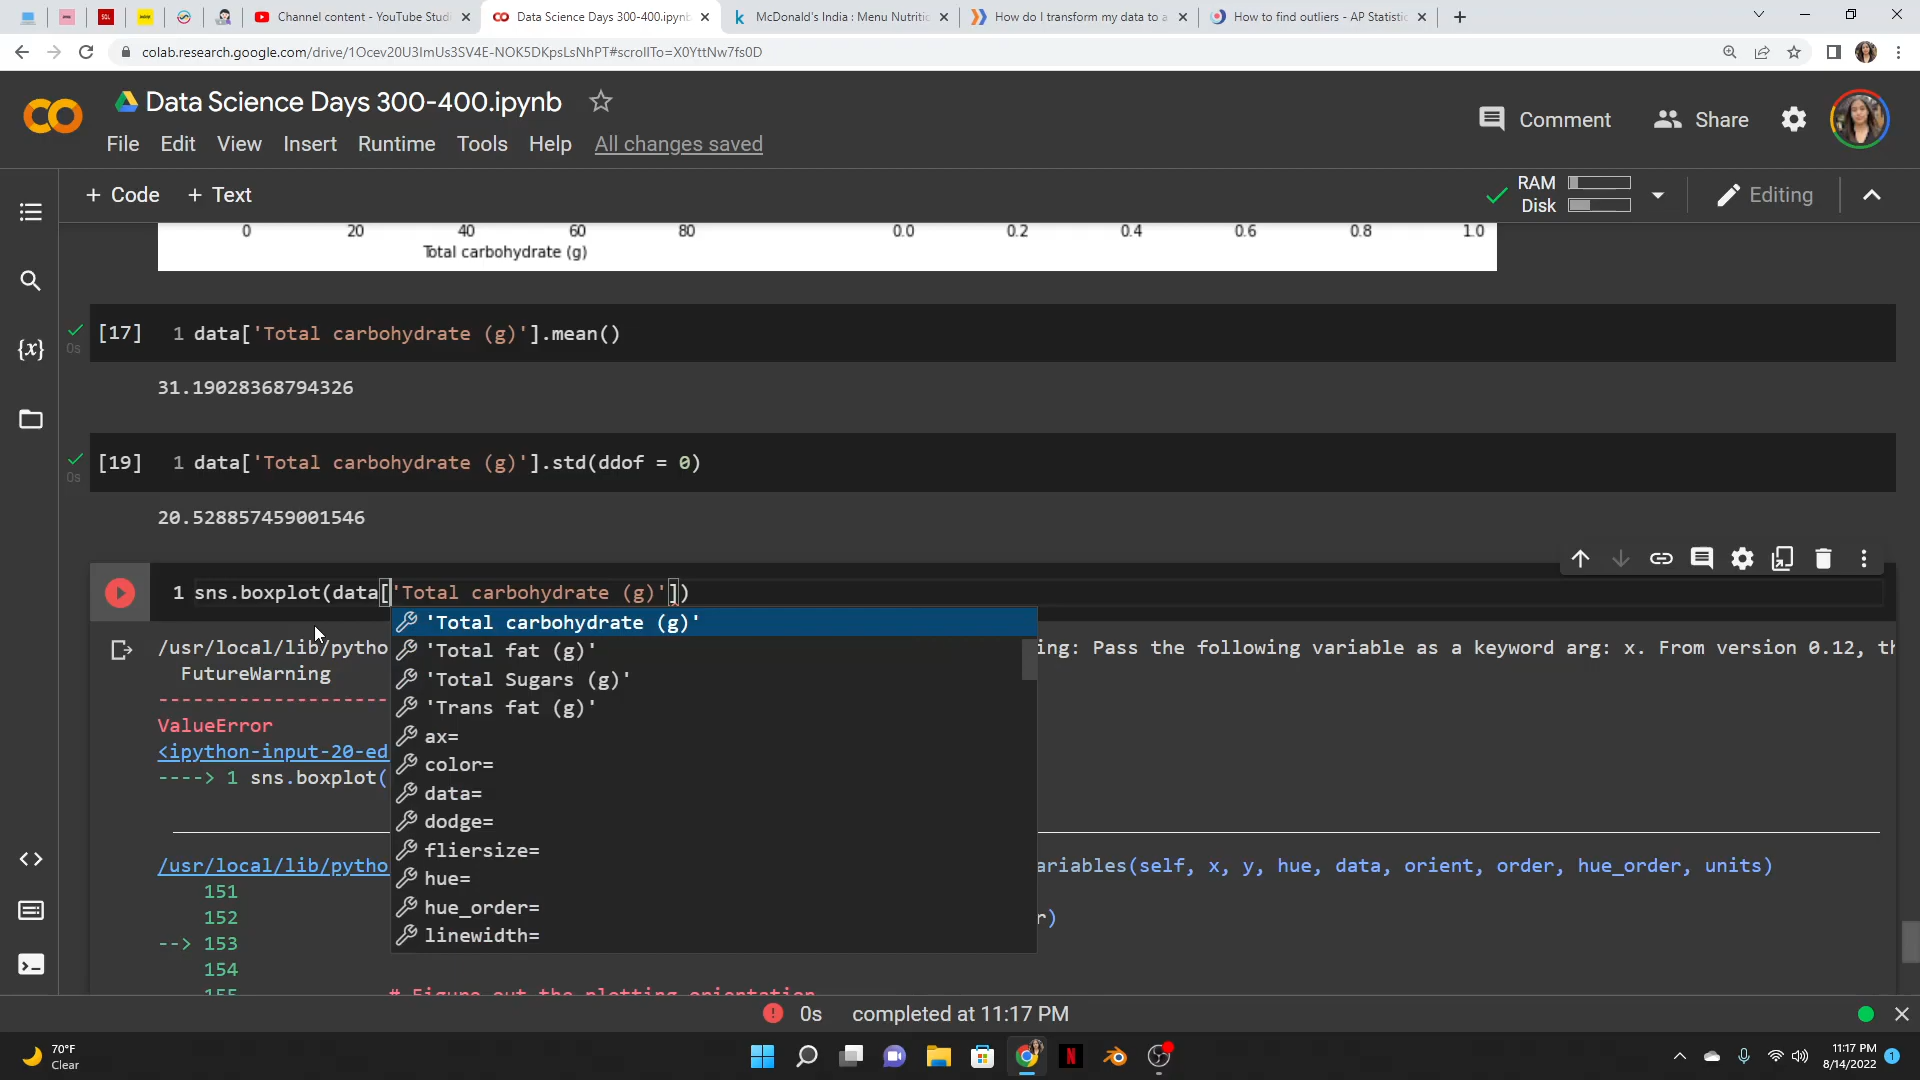 Channel content - YouTube Studi
Data Science Days 300-400.ipynb
McDonald's India : Menu Nutritic
How do I transform my data to a
How to find outliers - AP Statistic
colab.research.google.com/drive/1Ocev20U3ImUs3SV4E-NOK5DKpsLsNhPT#scrollTo=X0YttNw7fs0D
Data Science Days 300-400.ipynb
Comment
Share
File Edit View Insert Runtime Tools Help All changes saved
+ Code + Text
RAM
Disk
Editing
0 20 40 60 80 0.0 0.2 0.4 0.6 0.8 1.0
Total carbohydrate (g)
[17] 1 data['Total carbohydrate (g)'].mean()
0s
31.19028368794326
[19] 1 data['Total carbohydrate (g)'].std(ddof = 0)
0s
20.528857459001546
1 sns.boxplot(data['Total carbohydrate (g)'])
'Total carbohydrate (g)'
/usr/local/lib/pytho
ing: Pass the following variable as a keyword arg: x. From version 0.12, th
'Total fat (g)'
FutureWarning
'Total Sugars (g)'
'Trans fat (g)'
ValueError
ax=
<ipython-input-20-ed
color=
----> 1 sns.boxplot(
data=
dodge=
fliersize=
/usr/local/lib/pytho
ariables(self, x, y, hue, data, orient, order, hue_order, units)
hue=
151
hue_order=
152
r)
linewidth=
--> 153
154
155 # Figure out the plotting orientation
0s completed at 11:17 PM
70°F
Clear
11:17 PM
8/14/2022
1